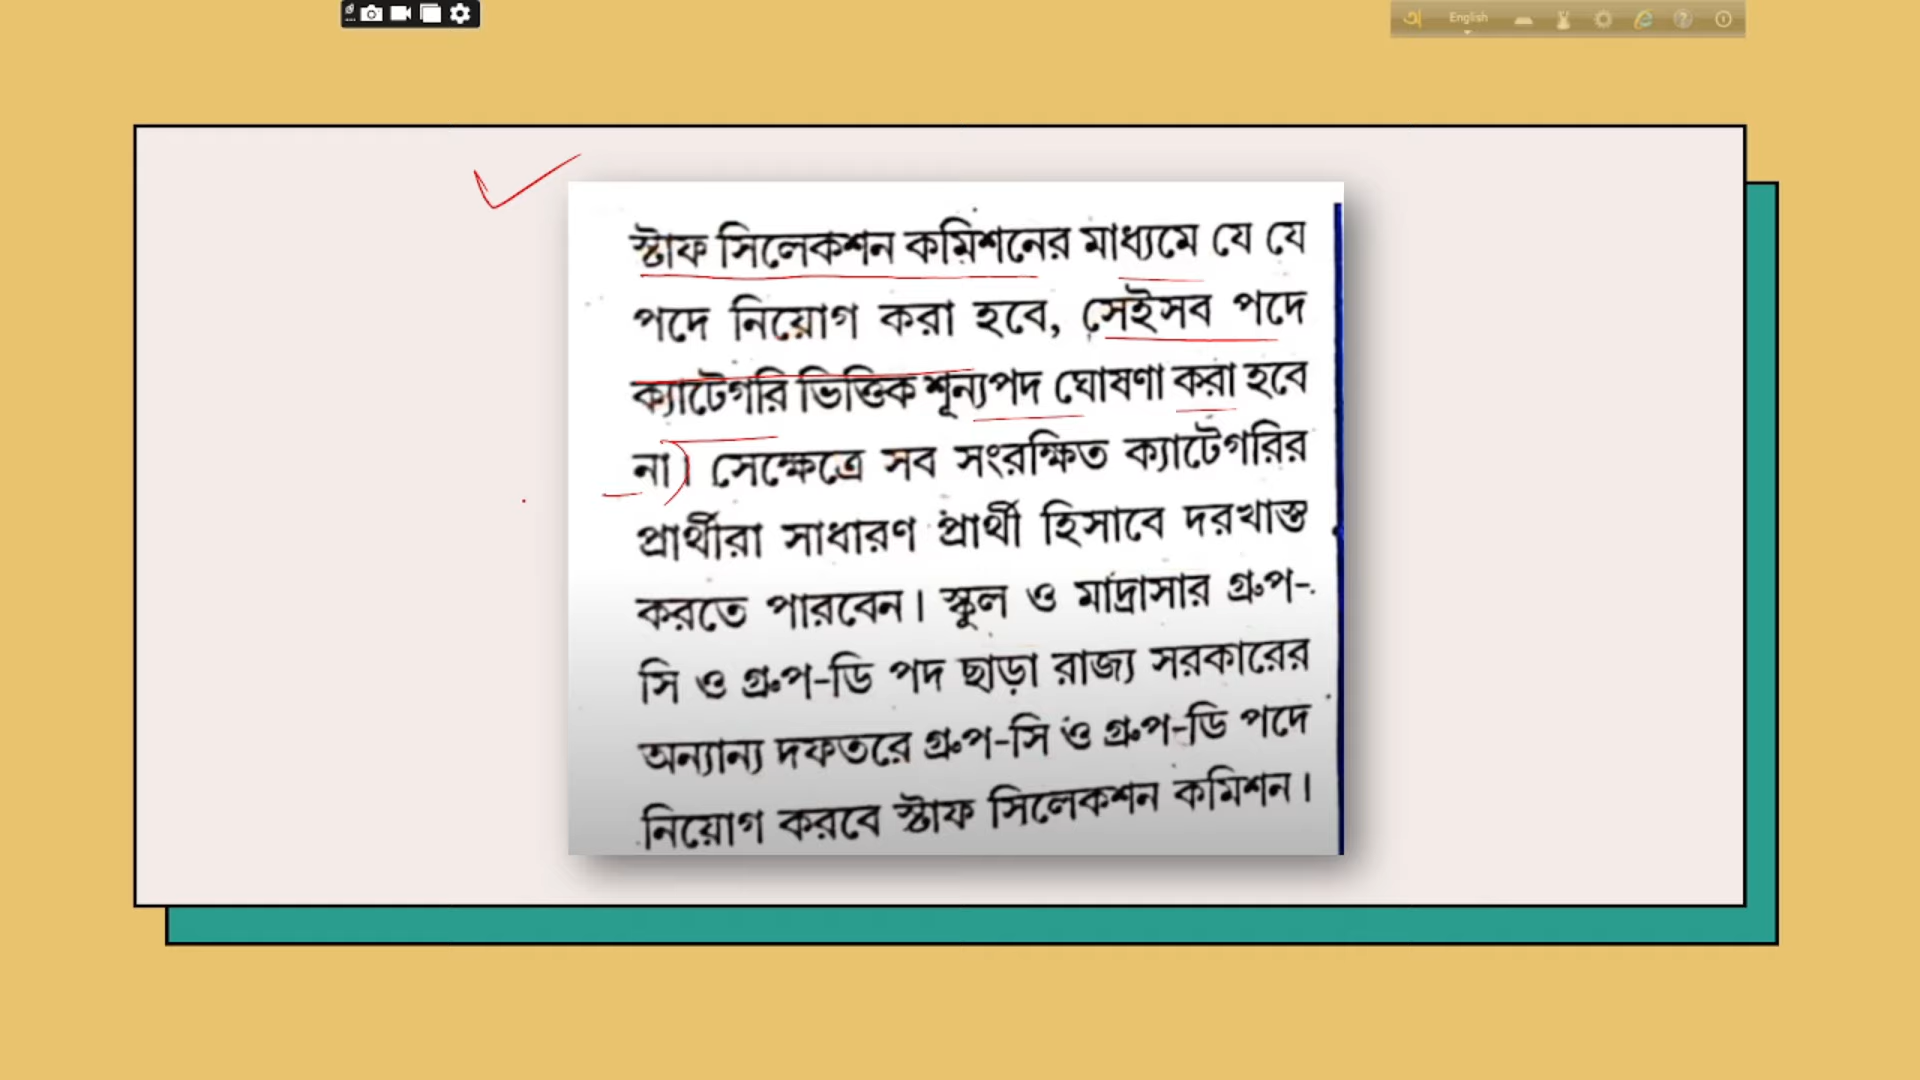 English
স্টাফ সিলেকশন কমিশনের মাধ্যমে যে যে
পদে নিয়োগ করা হবে, সেইসব পদে
ক্যাটেগরি ভিত্তিক শূন্যপদ ঘোষণা করা হবে
না। সেক্ষেত্রে সব সংরক্ষিত ক্যাটেগরির
প্রার্থীরা সাধারণ প্রার্থী হিসাবে দরখাস্ত
করতে পারবেন। স্কুল ও মাদ্রাসার গ্রুপ-
সি ও গ্রুপ-ডি পদ ছাড়া রাজ্য সরকারের
অন্যান্য দফতরে গ্রুপ-সি ও গ্রুপ-ডি পদে
নিয়োগ করবে স্টাফ সিলেকশন কমিশন।